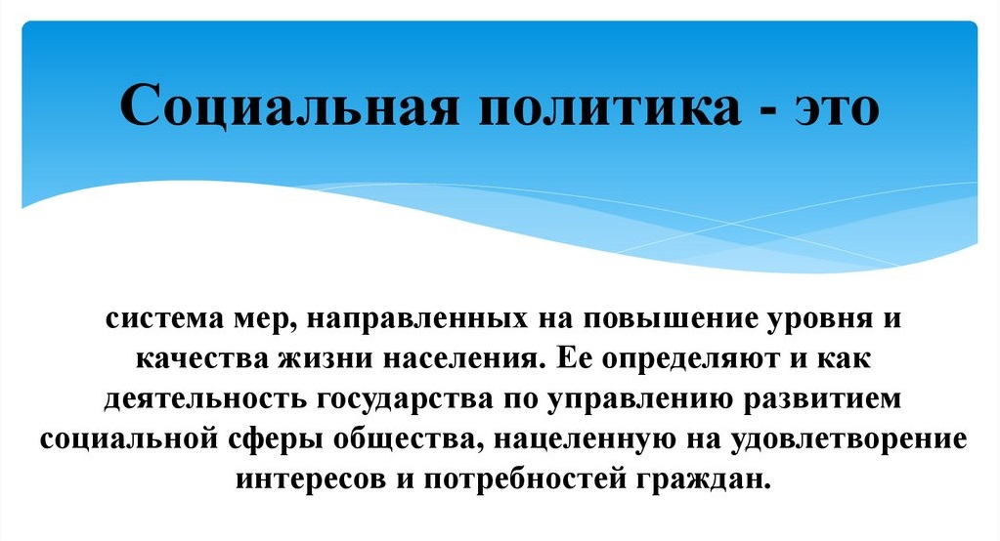 Социальная политика - это
система мер, направленных на повышение уровня и
качества жизни населения. Ее определяют и как
деятельность государства по управлению развитием
социальной сферы общества, нацеленную на удовлетворение
интересов и потребностей граждан.